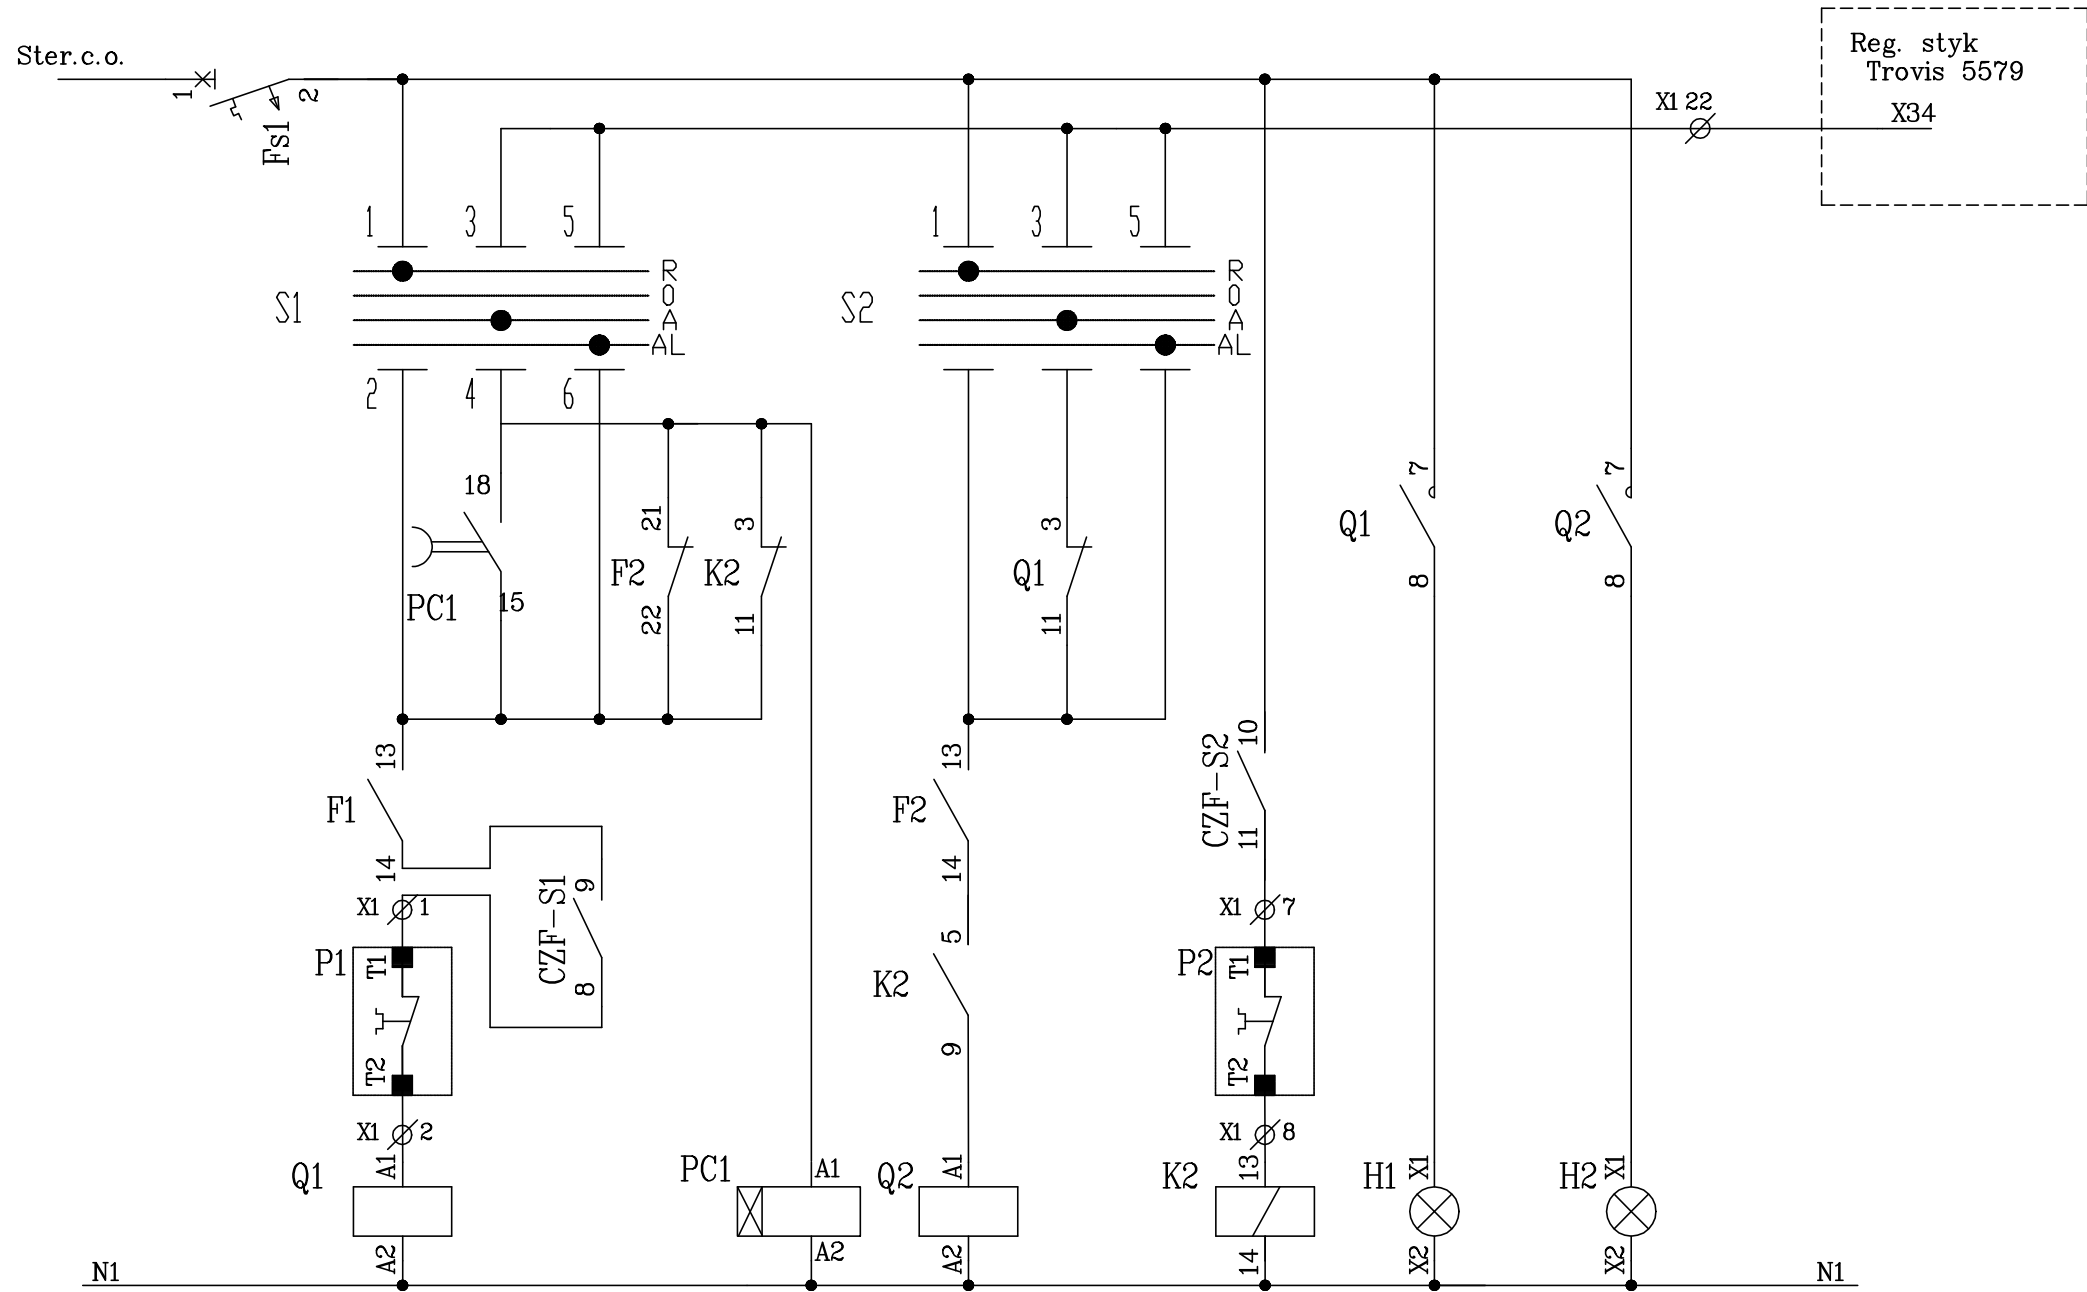 Ster.c.o.
1
2
Fs1
Reg. styk
Trovis 5579
X1 22
X34
1
3
5
S1
R
0
A
AL
2
4
6
1
3
5
S2
R
0
A
AL
18
PC1
15
21
F2
22
3
K2
11
3
Q1
11
7
Q1
8
7
Q2
8
13
F1
14
X1
1
CZF-S1
9
8
P1
T1
T2
X1
2
Q1
A1
A2
PC1
A1
A2
13
F2
14
5
K2
9
Q2
A1
A2
10
CZF-S2
11
X1
7
P2
T1
T2
X1
8
K2
13
14
H1
X1
X2
H2
X1
X2
N1
N1